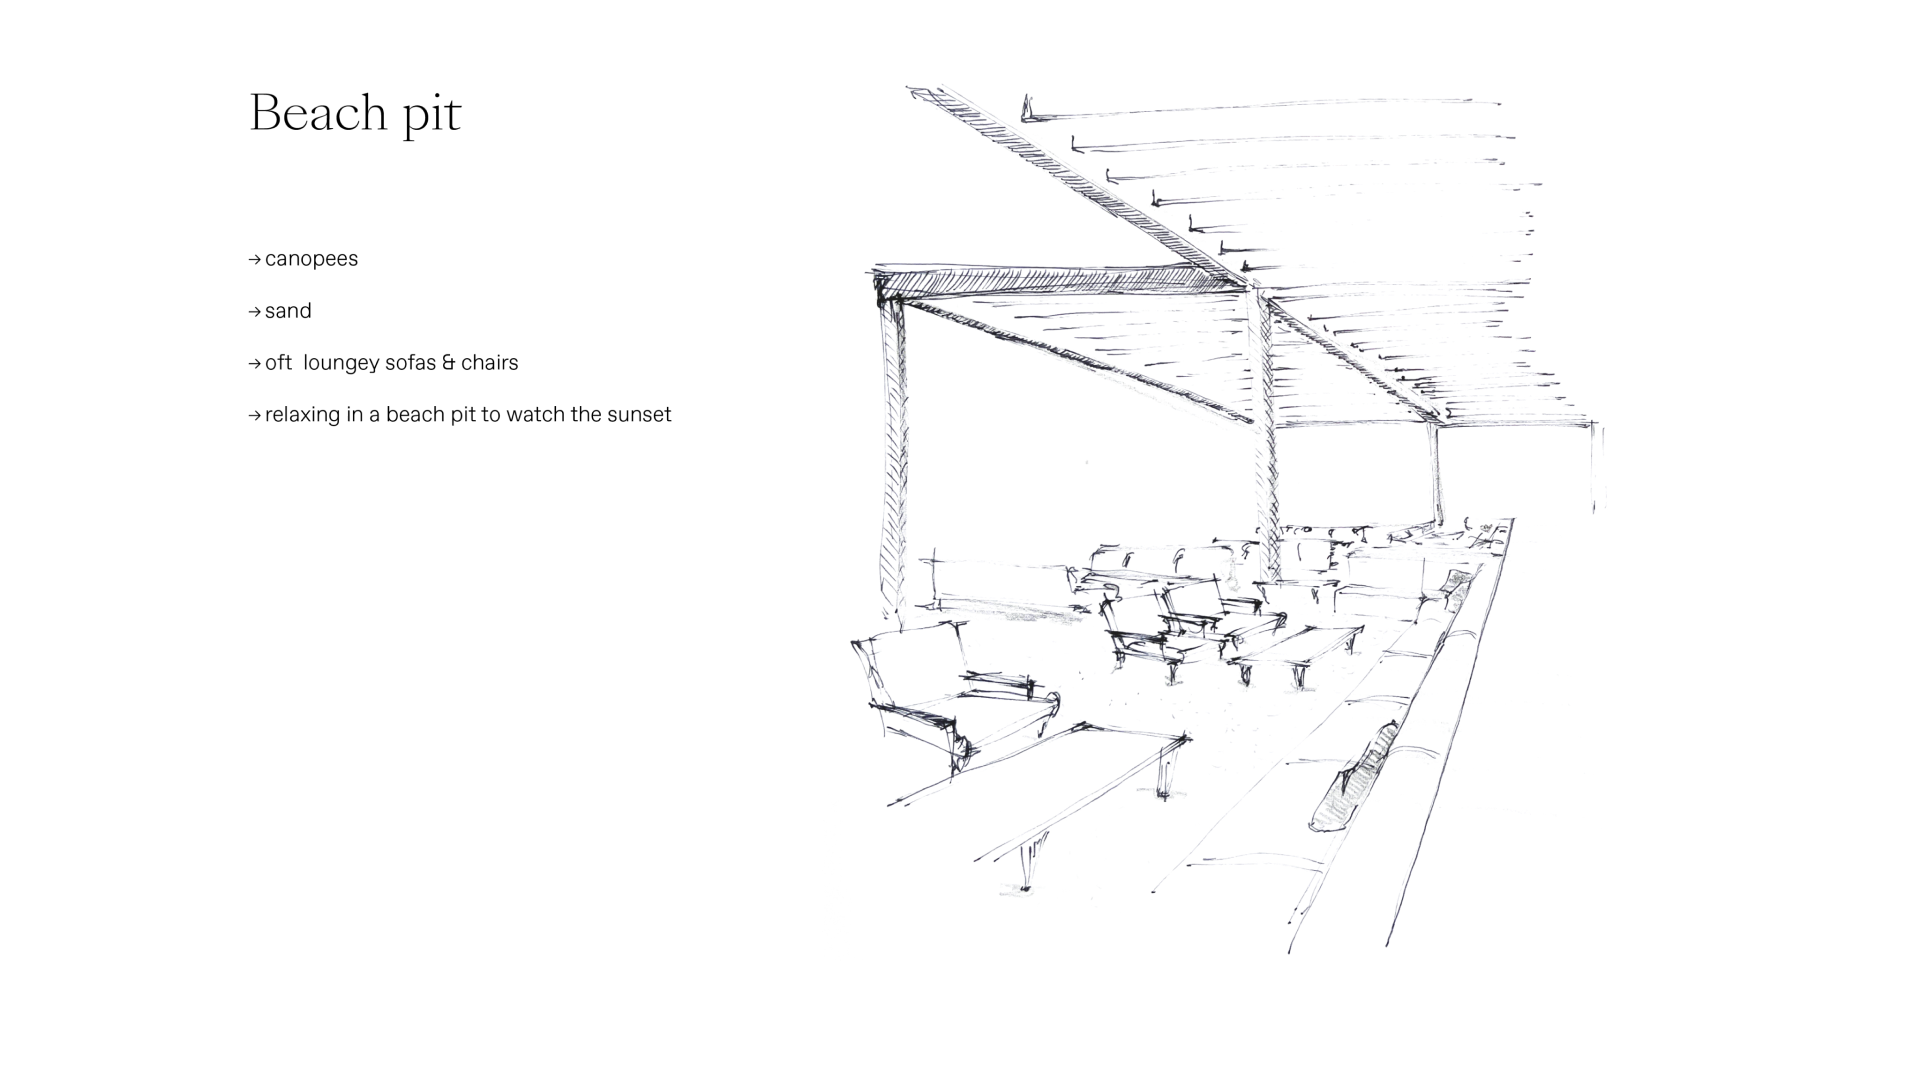 Beach pit
→ canopees
→ sand
→ oft  loungey sofas & chairs
→ relaxing in a beach pit to watch the sunset